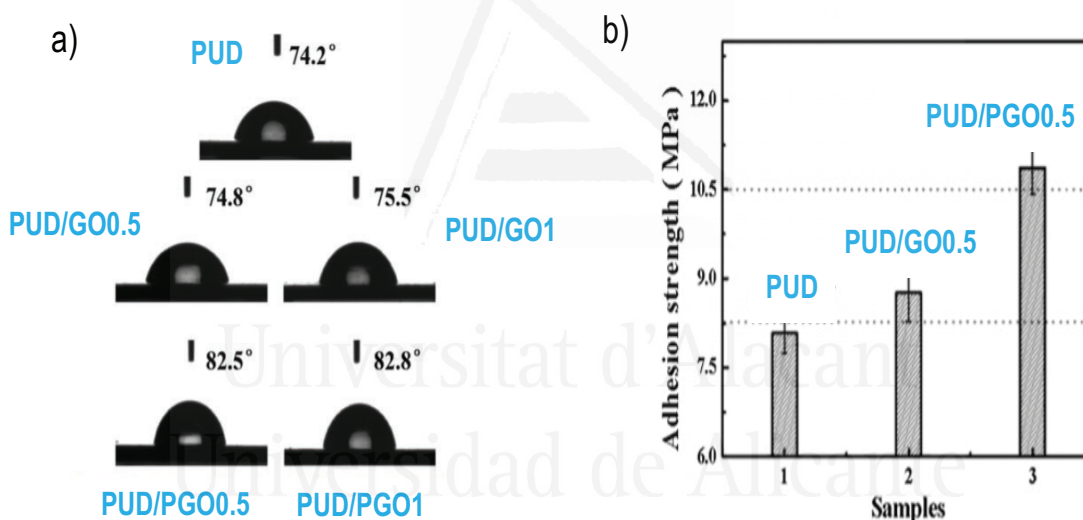 a)
PUD
74.2°
74.8°
75.5°
PUD/GO0.5
PUD/GO1
82.5°
82.8°
PUD/PGO0.5
PUD/PGO1
b)
Adhesion strength ( MPa )
12.0
10.5
9.0
7.5
6.0
PUD
PUD/GO0.5
PUD/PGO0.5
1
2
3
Samples
Universitat d'Alacant
Universidad de Alicante